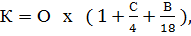 К = О х ( 1 + С/4 + В/18 ),